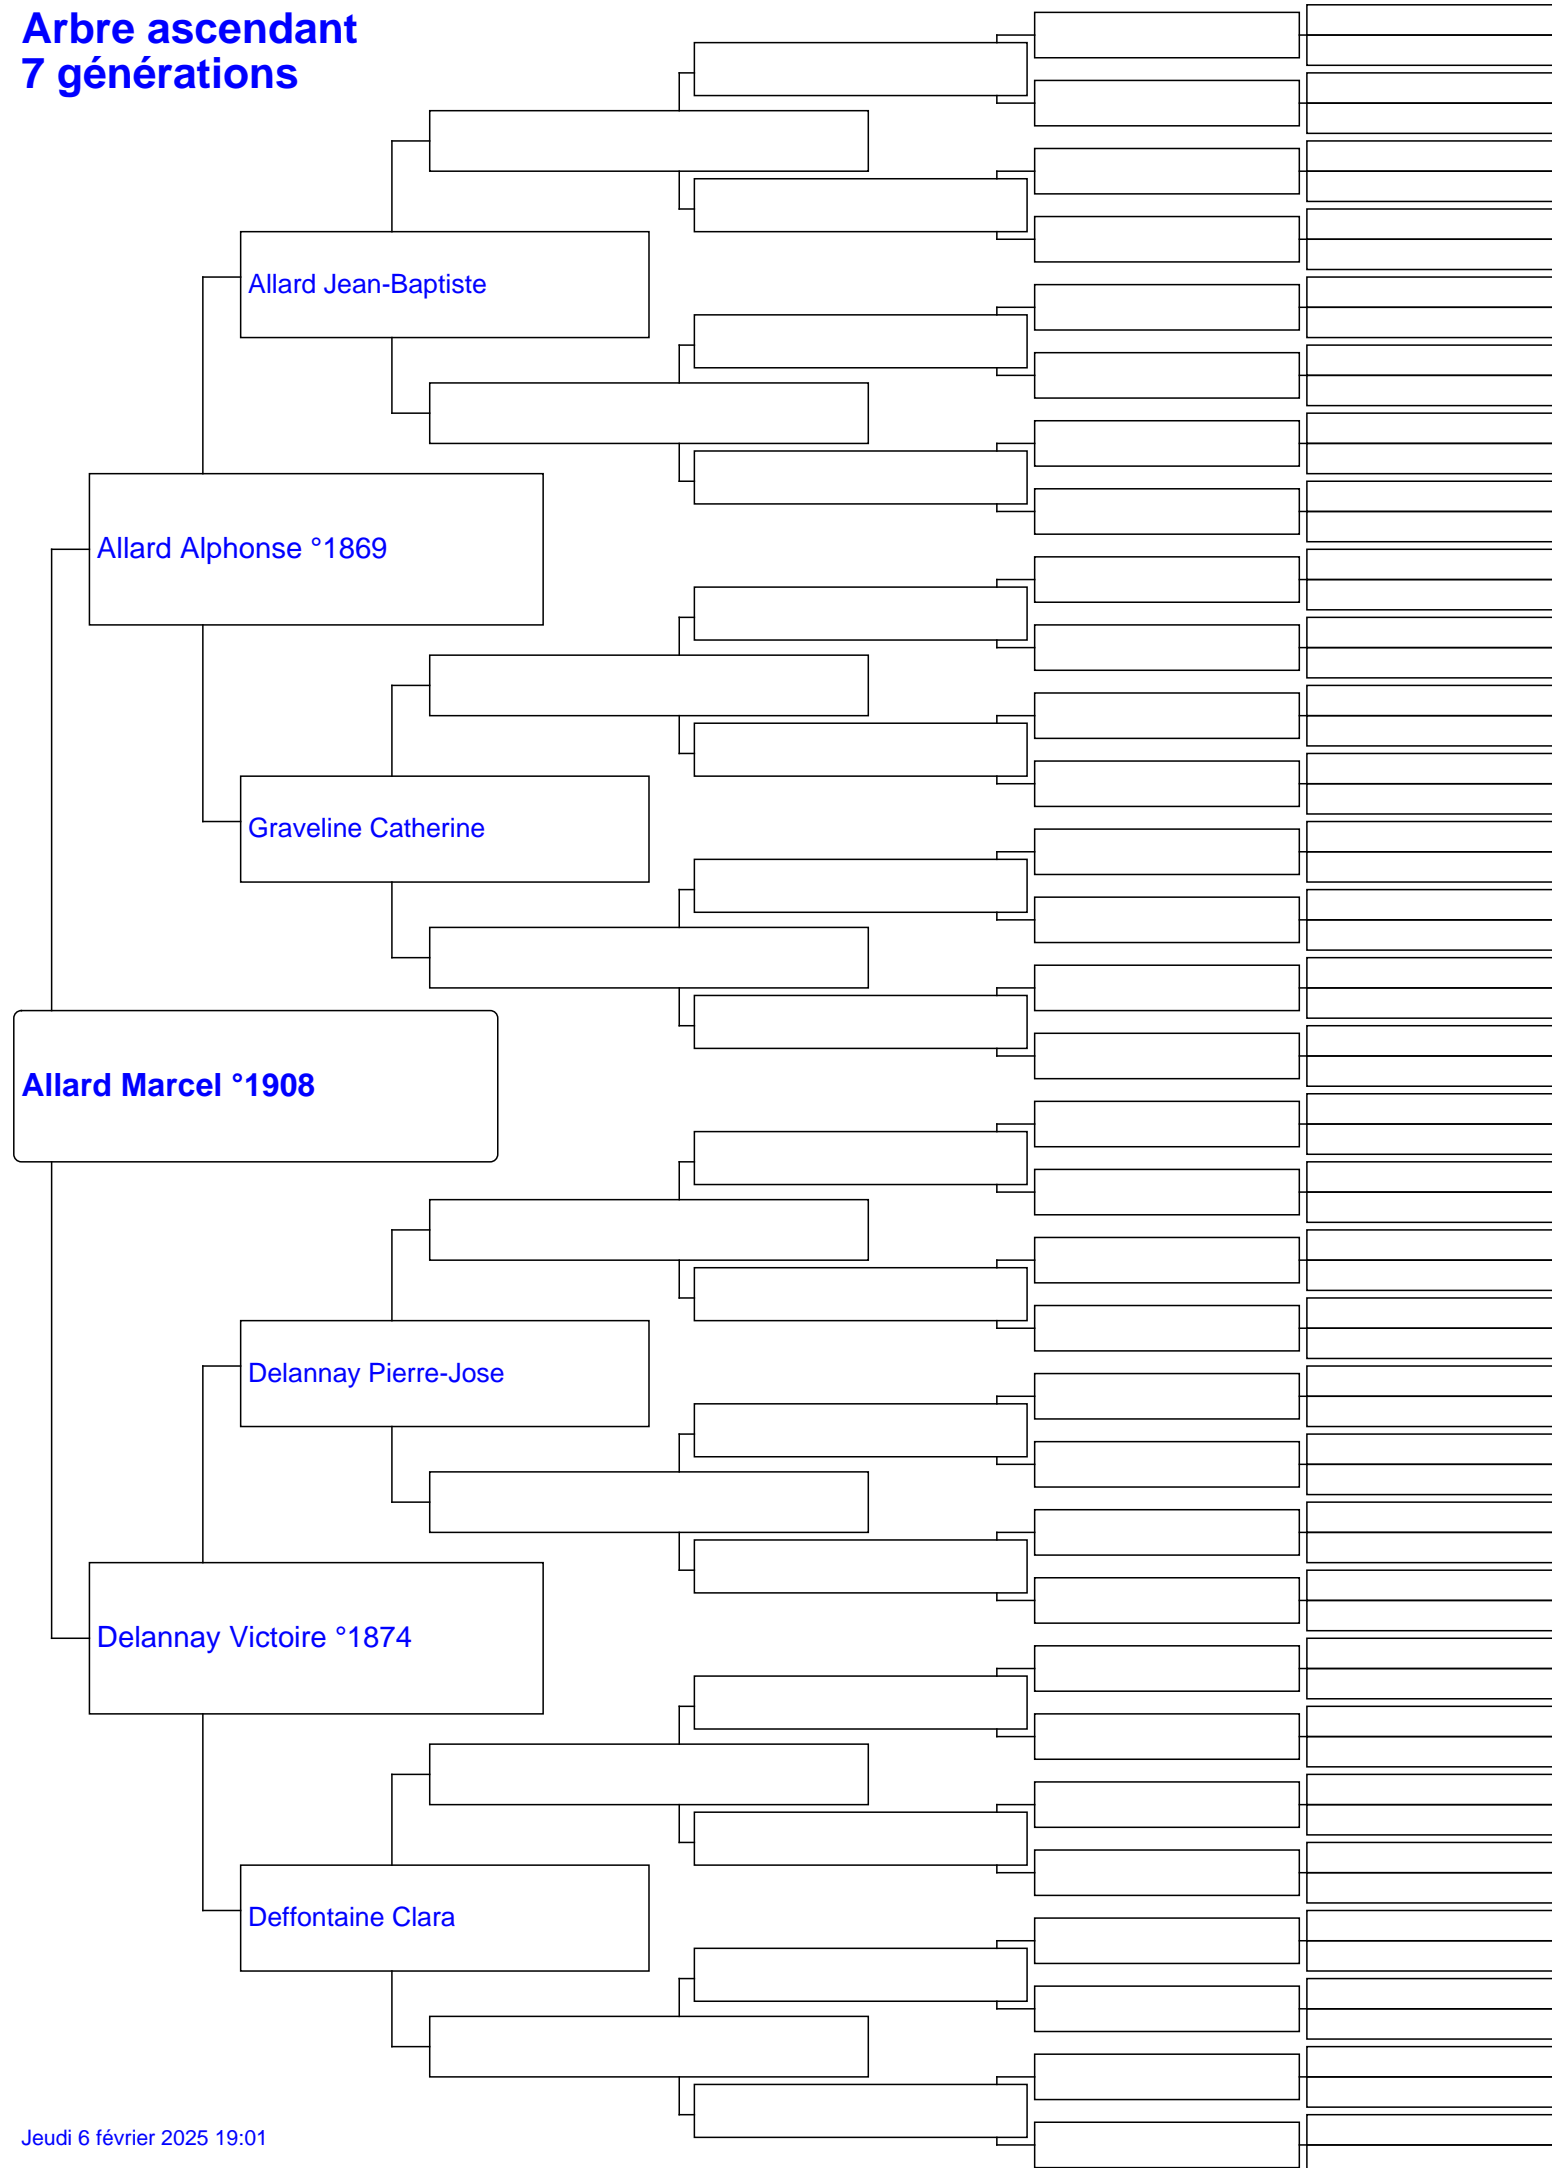 Arbre ascendant
7 générations
Allard Jean-Baptiste
Allard Alphonse °1869
Graveline Catherine
Allard Marcel °1908
Delannay Pierre-Jose
Delannay Victoire °1874
Deffontaine Clara
Jeudi 6 février 2025 19:01